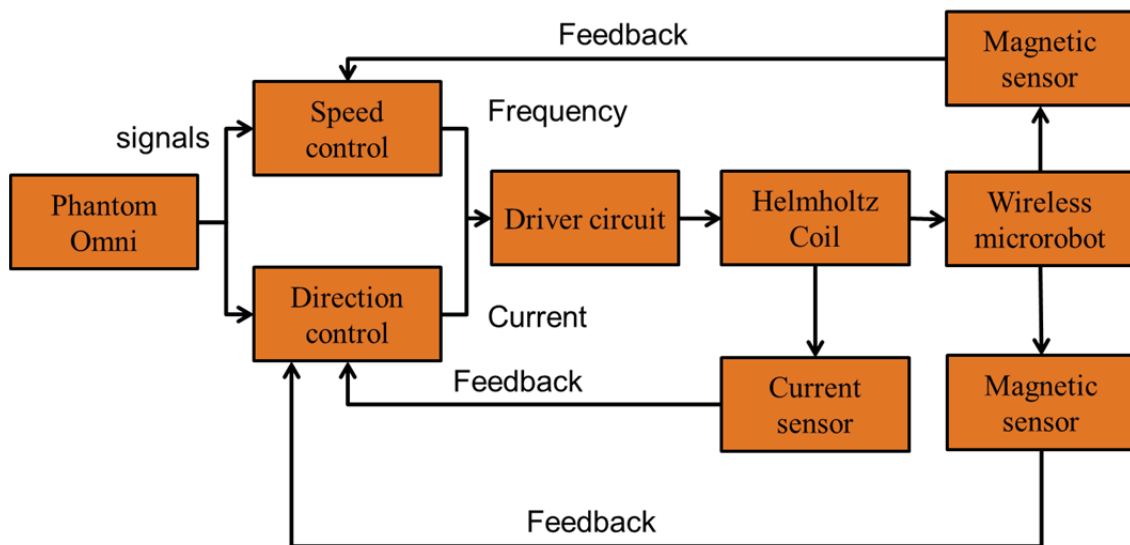 Feedback
Magnetic
sensor
Speed
control
Frequency
signals
Phantom
Omni
Driver circuit
Helmholtz
Coil
Wireless
microrobot
Direction
control
Current
Feedback
Current
sensor
Magnetic
sensor
Feedback